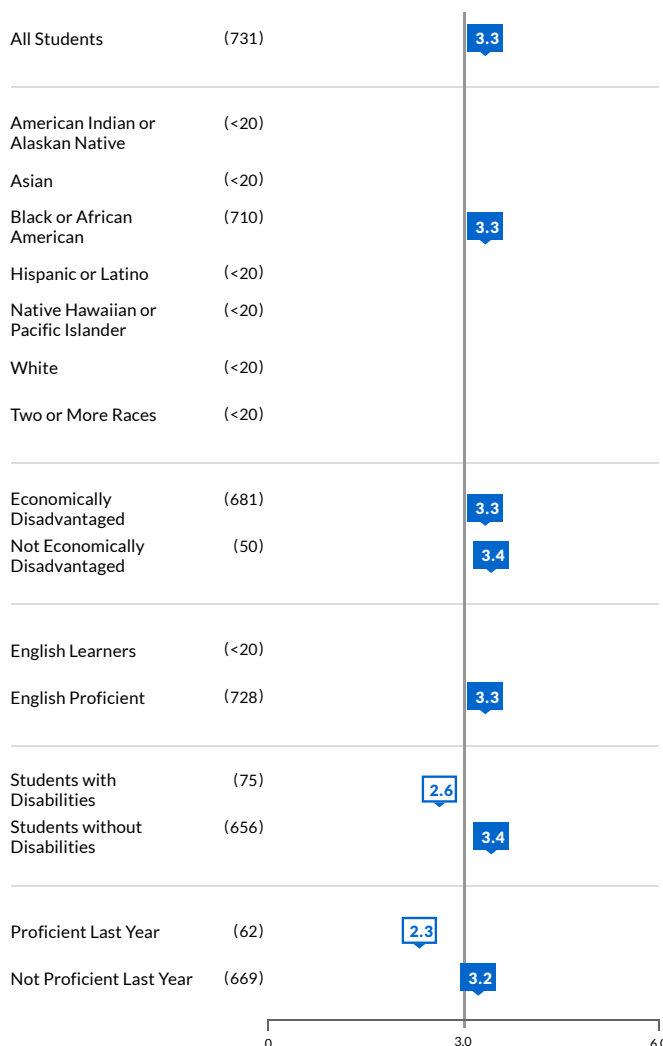 All Students (731) 3.3
American Indian or (<20)
Alaskan Native
Asian (<20)
Black or African (710) 3.3
American
Hispanic or Latino (<20)
Native Hawaiian or (<20)
Pacific Islander
White (<20)
Two or More Races (<20)
Economically (681) 3.3
Disadvantaged
Not Economically (50) 3.4
Disadvantaged
English Learners (<20)
English Proficient (728) 3.3
Students with (75) 2.6
Disabilities
Students without (656) 3.4
Disabilities
Proficient Last Year (62) 2.3
Not Proficient Last Year (669) 3.2
0 3.0 6.0